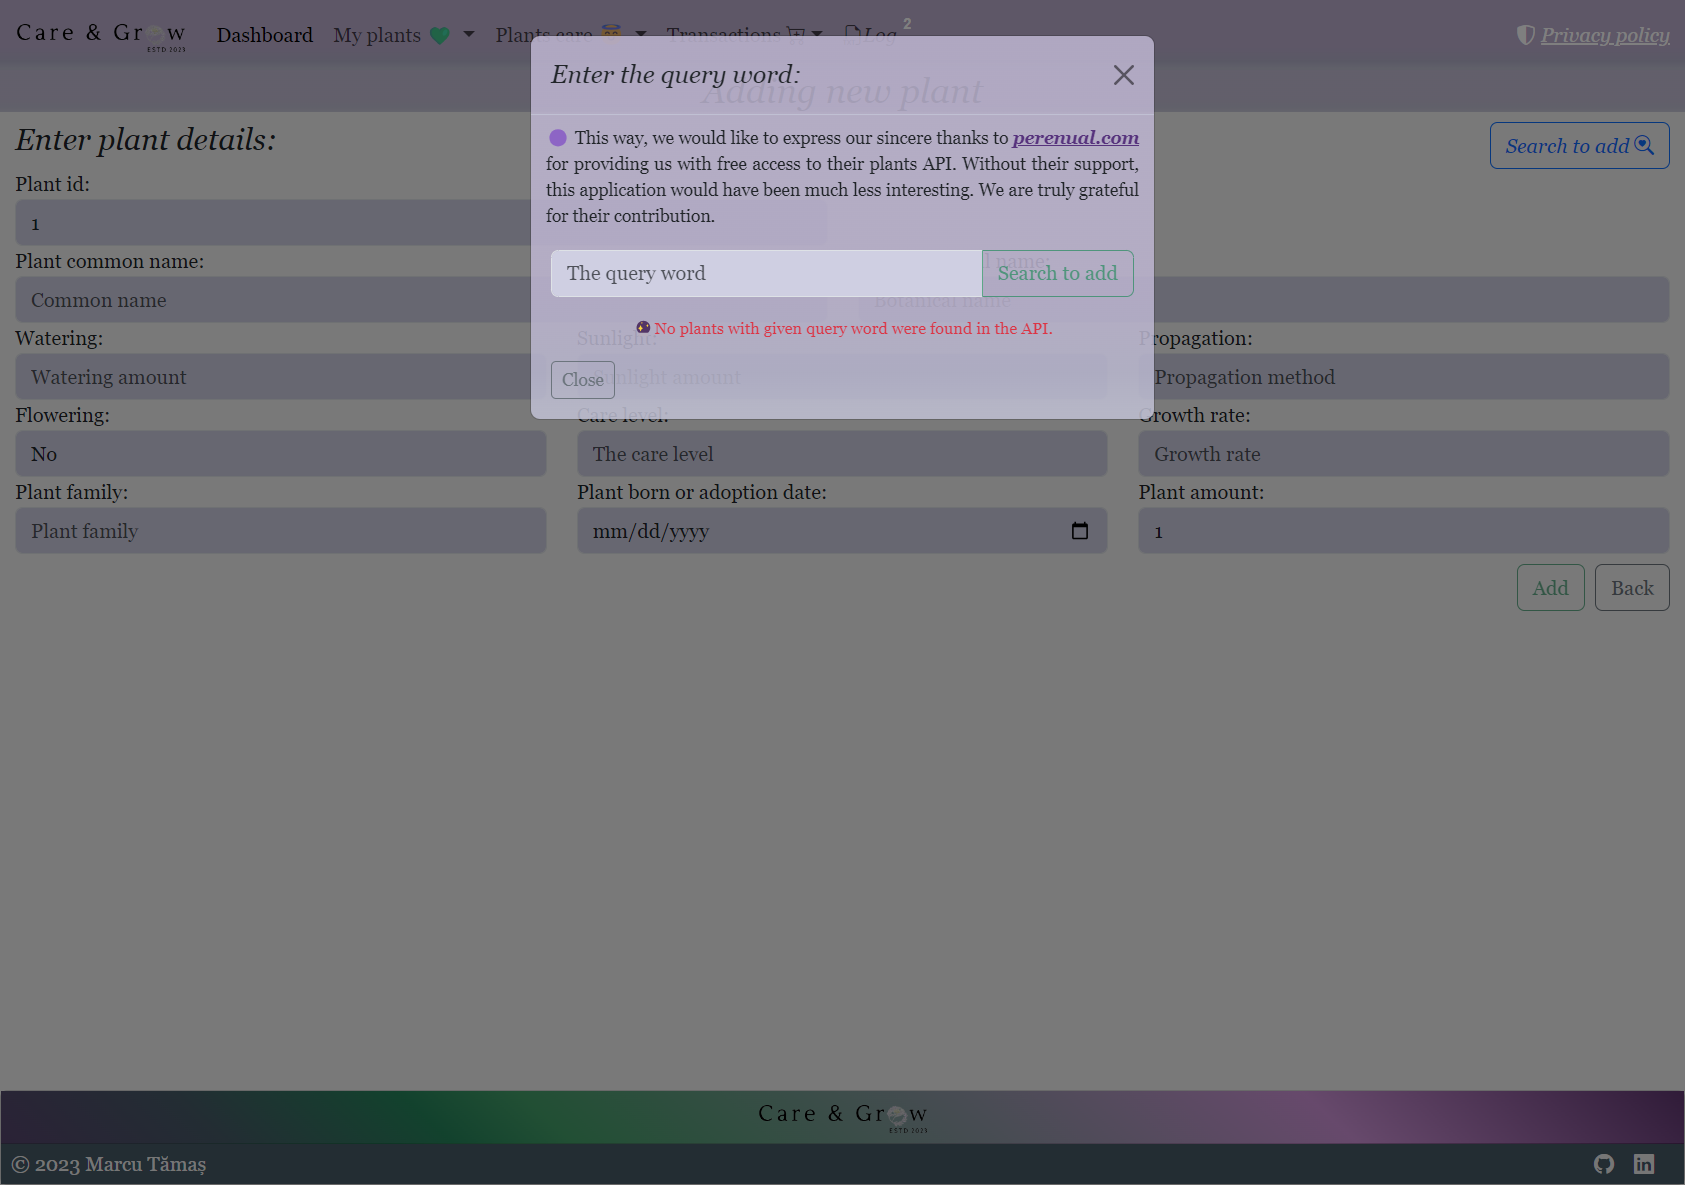 Care & Grow
ESTD 2023
Dashboard
My plants
Plants care
Transactions
Log
2
Privacy policy
Adding new plant
Enter the query word:
This way, we would like to express our sincere thanks to perenual.com
for providing us with free access to their plants API. Without their support,
this application would have been much less interesting. We are truly grateful
for their contribution.
The query word
Search to add
No plants with given query word were found in the API.
Close
Enter plant details:
Search to add
Plant id:
1
Plant common name:
l name:
Common name
Botanical name
Watering:
Sunlight:
Propagation:
Watering amount
Sunlight amount
Propagation method
Flowering:
Care level:
Growth rate:
No
The care level
Growth rate
Plant family:
Plant born or adoption date:
Plant amount:
Plant family
mm/dd/yyyy
1
Add
Back
Care & Grow
ESTD 2023
© 2023 Marcu Tămaș